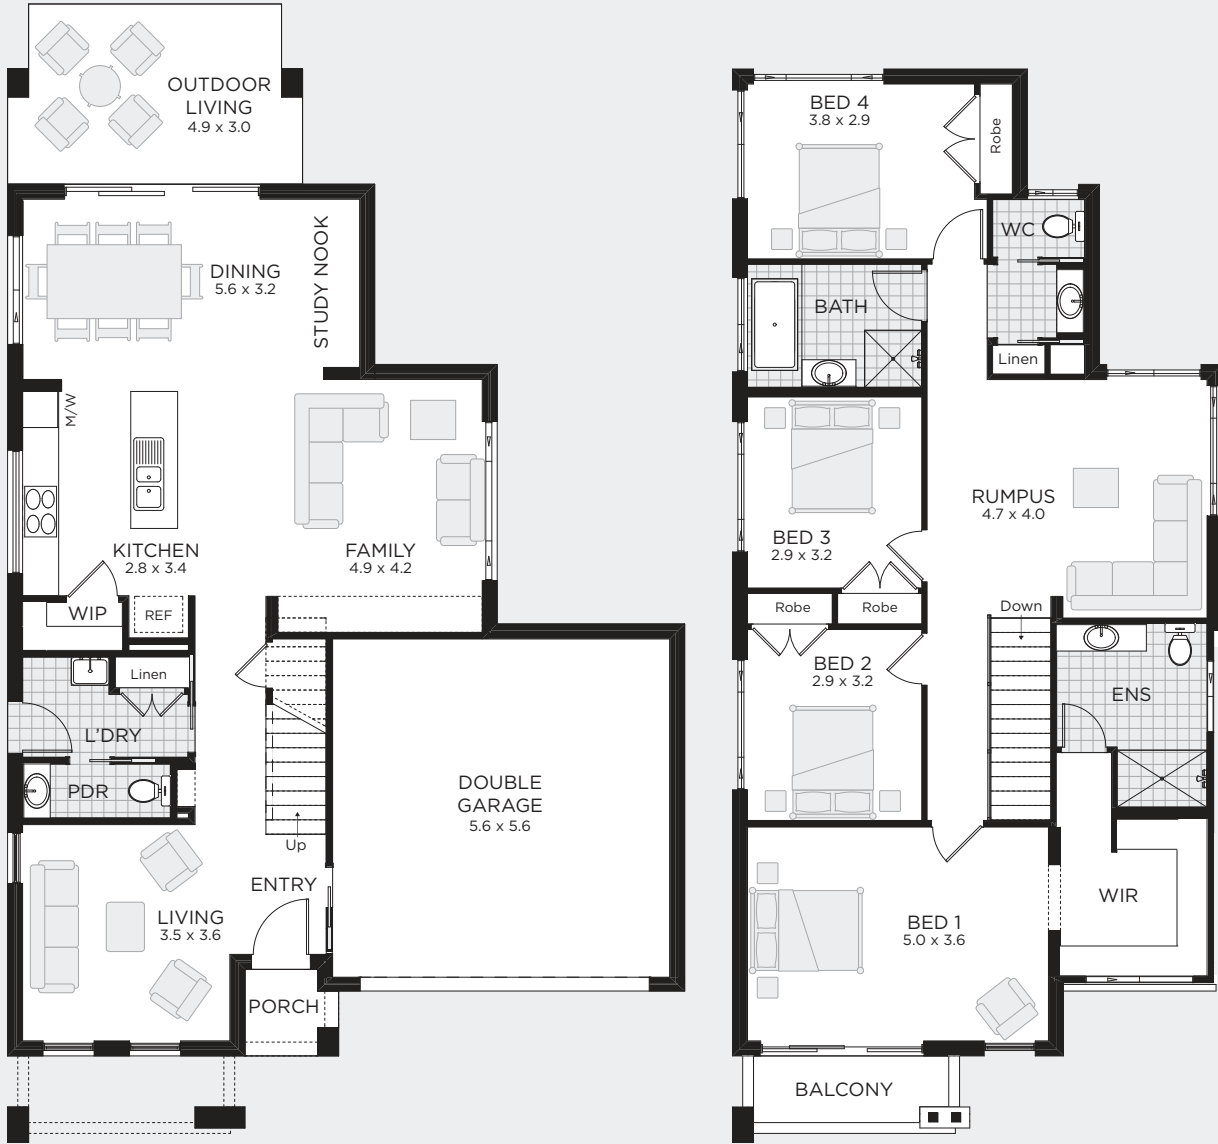 OUTDOOR
LIVING
4.9 x 3.0
DINING
5.6 x 3.2
STUDY NOOK
M/W
KITCHEN
2.8 x 3.4
FAMILY
4.9 x 4.2
WIP
REF
Linen
L'DRY
PDR
DOUBLE
GARAGE
5.6 x 5.6
Up
ENTRY
LIVING
3.5 x 3.6
PORCH
BED 4
3.8 x 2.9
Robe
WC
BATH
Linen
RUMPUS
4.7 x 4.0
BED 3
2.9 x 3.2
Robe
Robe
Down
BED 2
2.9 x 3.2
ENS
WIR
BED 1
5.0 x 3.6
BALCONY